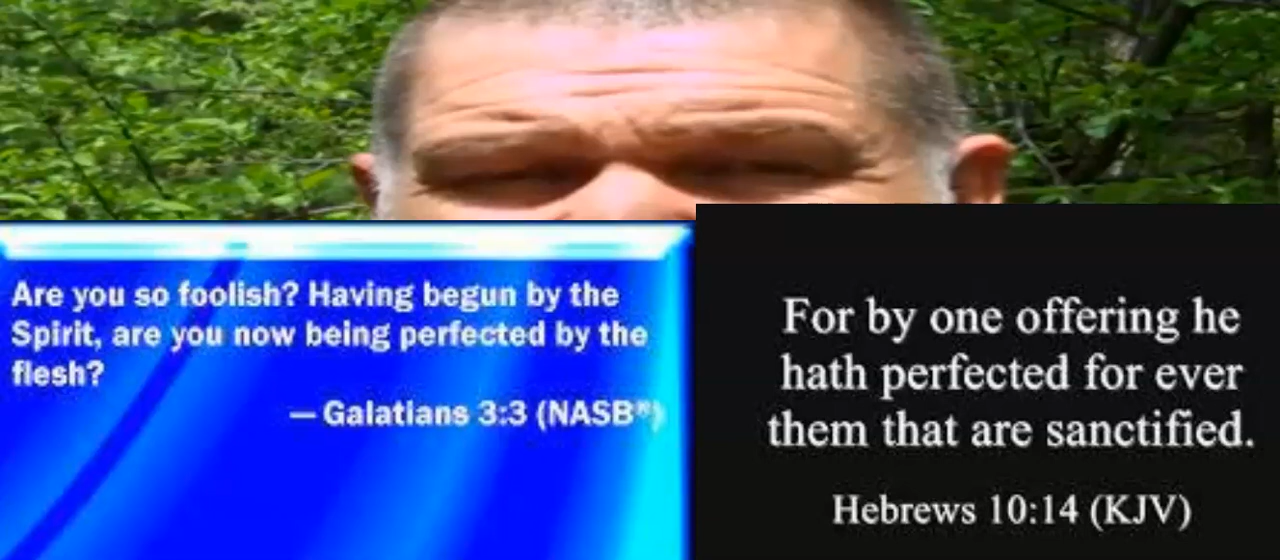 Are you so foolish? Having begun by the
Spirit, are you now being perfected by the
flesh?
— Galatians 3:3 (NASB®)
For by one offering he
hath perfected for ever
them that are sanctified.
Hebrews 10:14 (KJV)